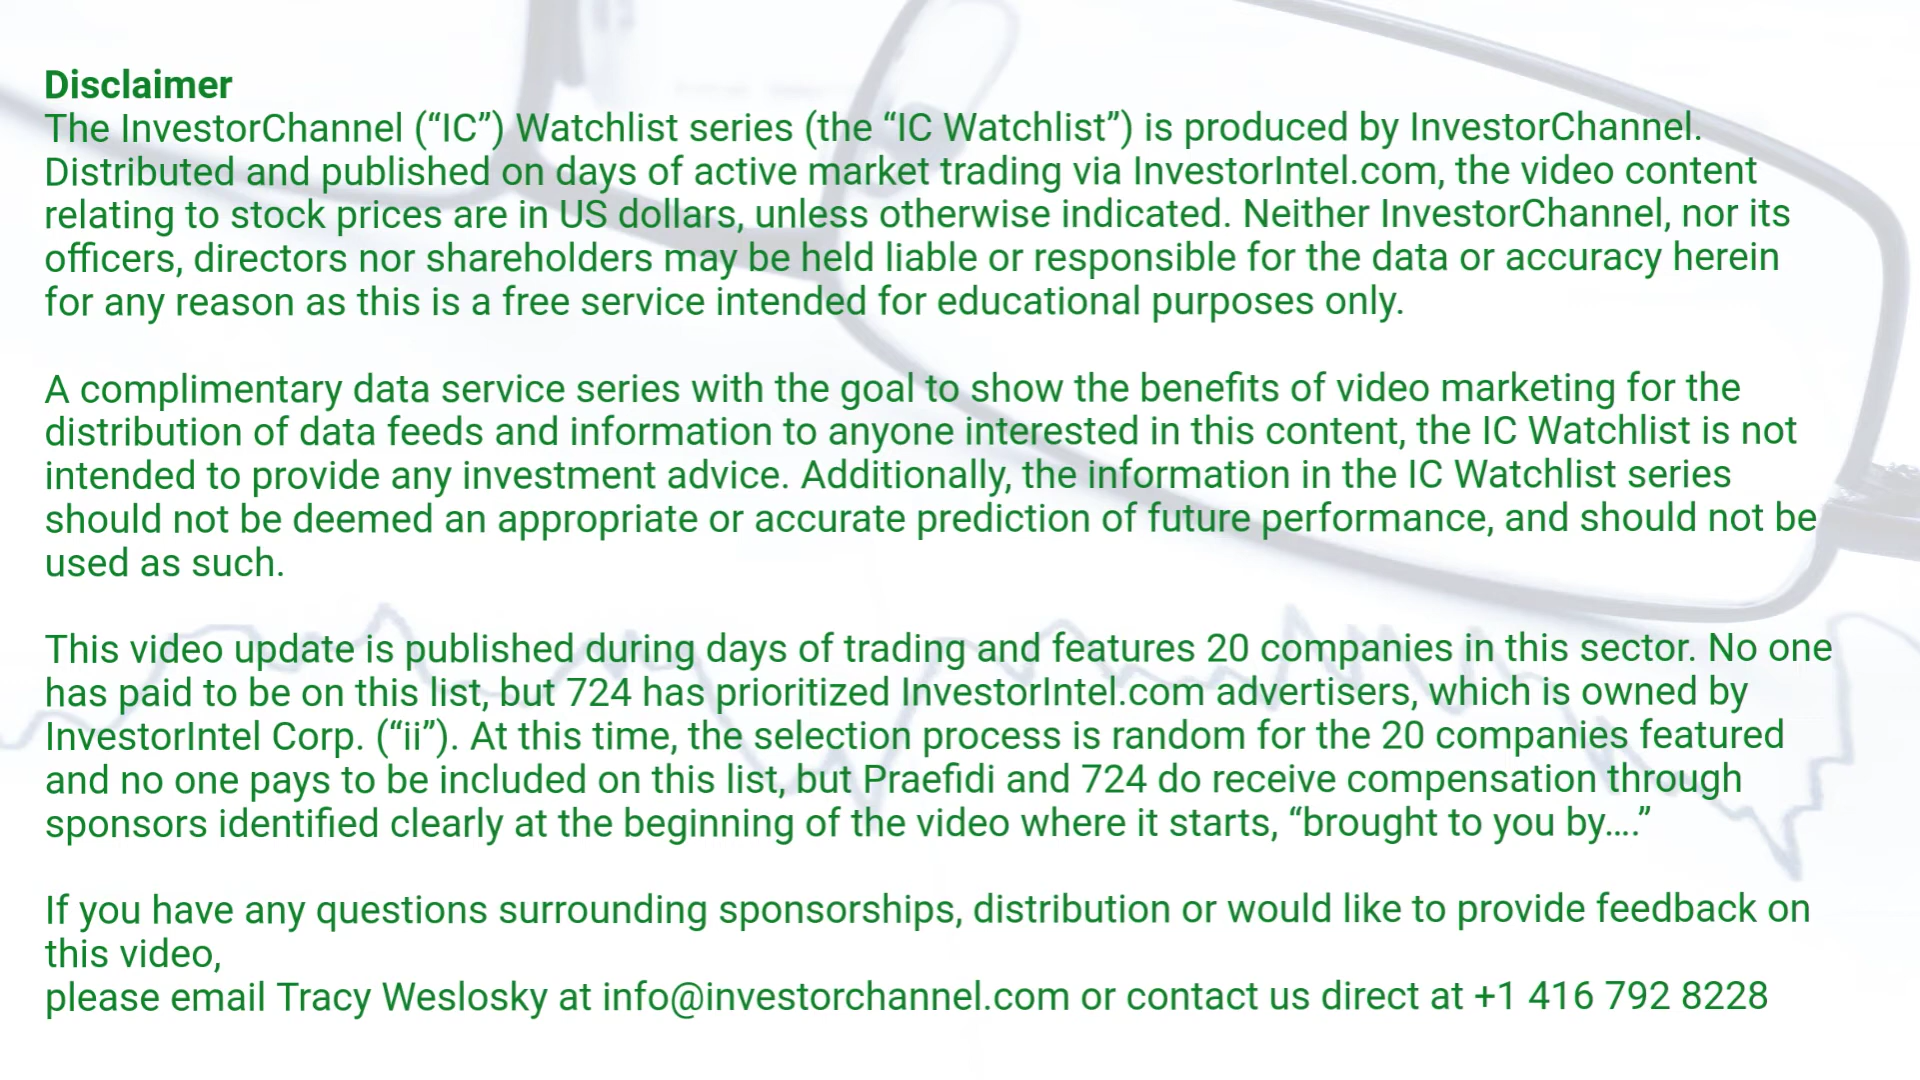 Disclaimer
The InvestorChannel (“IC”) Watchlist series (the “IC Watchlist”) is produced by InvestorChannel.
Distributed and published on days of active market trading via InvestorIntel.com, the video content
relating to stock prices are in US dollars, unless otherwise indicated. Neither InvestorChannel, nor its
officers, directors nor shareholders may be held liable or responsible for the data or accuracy herein
for any reason as this is a free service intended for educational purposes only.
A complimentary data service series with the goal to show the benefits of video marketing for the
distribution of data feeds and information to anyone interested in this content, the IC Watchlist is not
intended to provide any investment advice. Additionally, the information in the IC Watchlist series
should not be deemed an appropriate or accurate prediction of future performance, and should not be
used as such.
This video update is published during days of trading and features 20 companies in this sector. No one
has paid to be on this list, but 724 has prioritized InvestorIntel.com advertisers, which is owned by
InvestorIntel Corp. (“ii”). At this time, the selection process is random for the 20 companies featured
and no one pays to be included on this list, but Praefidi and 724 do receive compensation through
sponsors identified clearly at the beginning of the video where it starts, “brought to you by….”
If you have any questions surrounding sponsorships, distribution or would like to provide feedback on
this video,
please email Tracy Weslosky at info@investorchannel.com or contact us direct at +1 416 792 8228